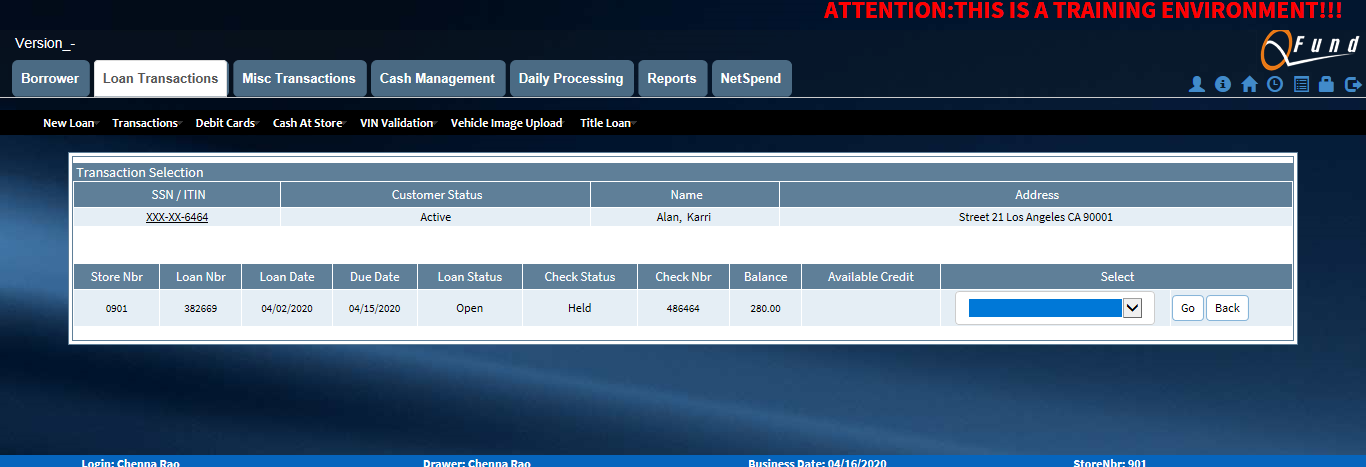 ATTENTION:THIS IS A TRAINING ENVIRONMENT!!!
Version_-
QFund
Borrower Loan Transactions Misc Transactions Cash Management Daily Processing Reports NetSpend
New Loan Transactions Debit Cards Cash At Store VIN Validation Vehicle Image Upload Title Loan
Transaction Selection
SSN / ITIN Customer Status Name Address
XXX-XX-6464 Active Alan, Karri Street 21 Los Angeles CA 90001
Store Nbr Loan Nbr Loan Date Due Date Loan Status Check Status Check Nbr Balance Available Credit Select
0901 382669 04/02/2020 04/15/2020 Open Held 486464 280.00 Go Back
Login: Chenna Rao Drawer: Chenna Rao Business Date: 04/16/2020 StoreNbr: 901